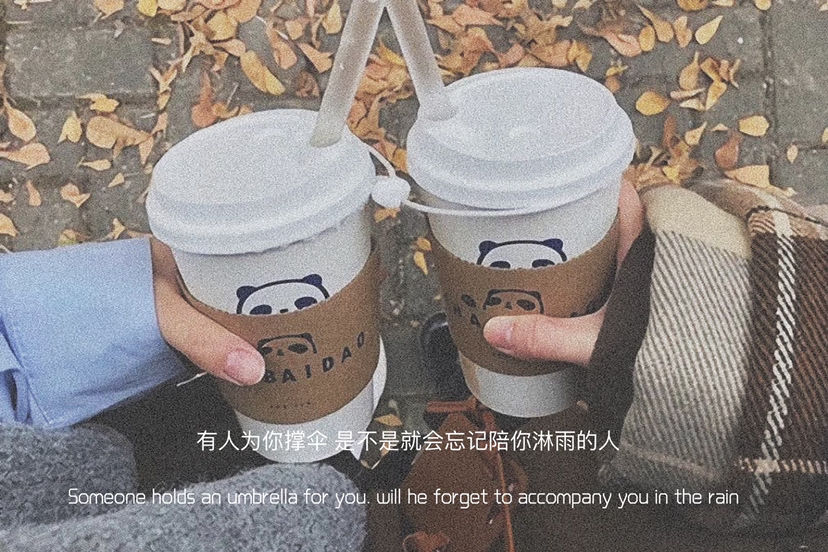 BAIDAO
有人为你撑伞 是不是就会忘记陪你淋雨的人
Someone holds an umbrella for you. will he forget to accompany you in the rain